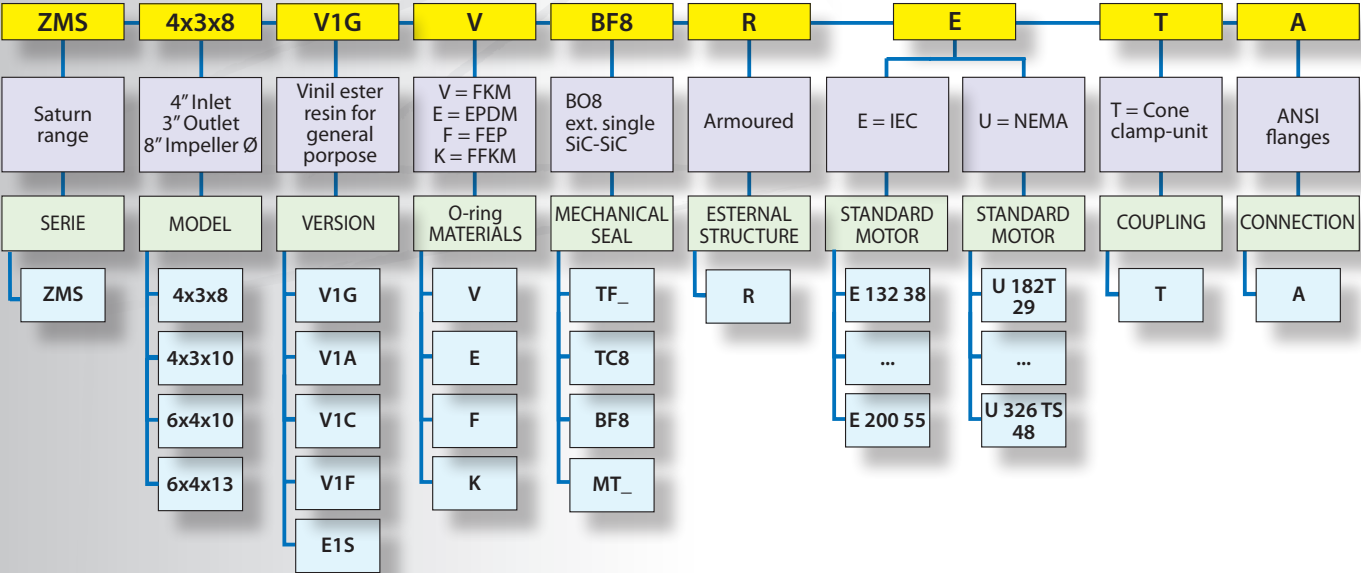 ZMS
4x3x8
V1G
V
BF8
R
E
T
A
Saturn
range
4” Inlet
3” Outlet
8” Impeller Ø
Vinil ester
resin for
general
porpose
V = FKM
E = EPDM
F = FEP
K = FFKM
BO8
ext. single
SiC-SiC
Armoured
E = IEC
U = NEMA
T = Cone
clamp-unit
ANSI
flanges
SERIE
MODEL
VERSION
O-ring
MATERIALS
MECHANICAL
SEAL
ESTERNAL
STRUCTURE
STANDARD
MOTOR
STANDARD
MOTOR
COUPLING
CONNECTION
ZMS
4x3x8
V1G
V
TF_
R
E 132 38
U 182T
29
T
A
4x3x10
V1A
E
TC8
...
...
6x4x10
V1C
F
BF8
E 200 55
U 326 TS
48
6x4x13
V1F
K
MT_
E1S